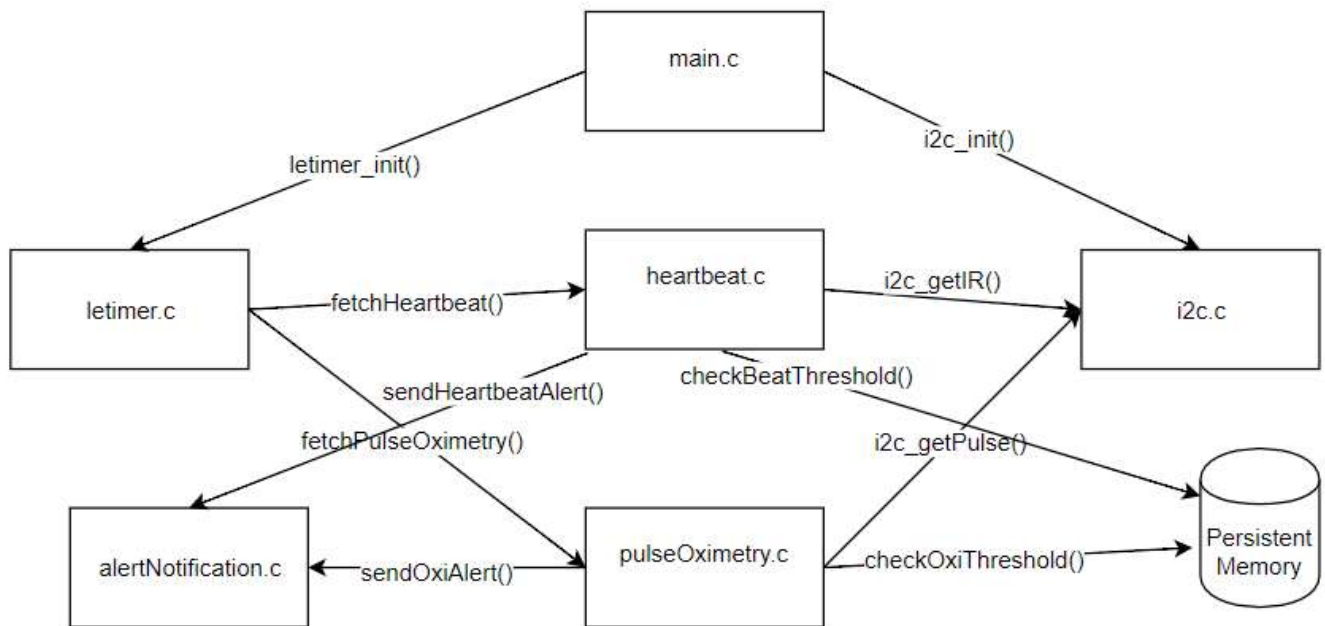 main.c
letimer_init()
i2c_init()
letimer.c
fetchHeartbeat()
heartbeat.c
i2c_getIR()
i2c.c
sendHeartbeatAlert()
checkBeatThreshold()
fetchPulseOximetry()
i2c_getPulse()
alertNotification.c
sendOxiAlert()
pulseOximetry.c
checkOxiThreshold()
Persistent
Memory